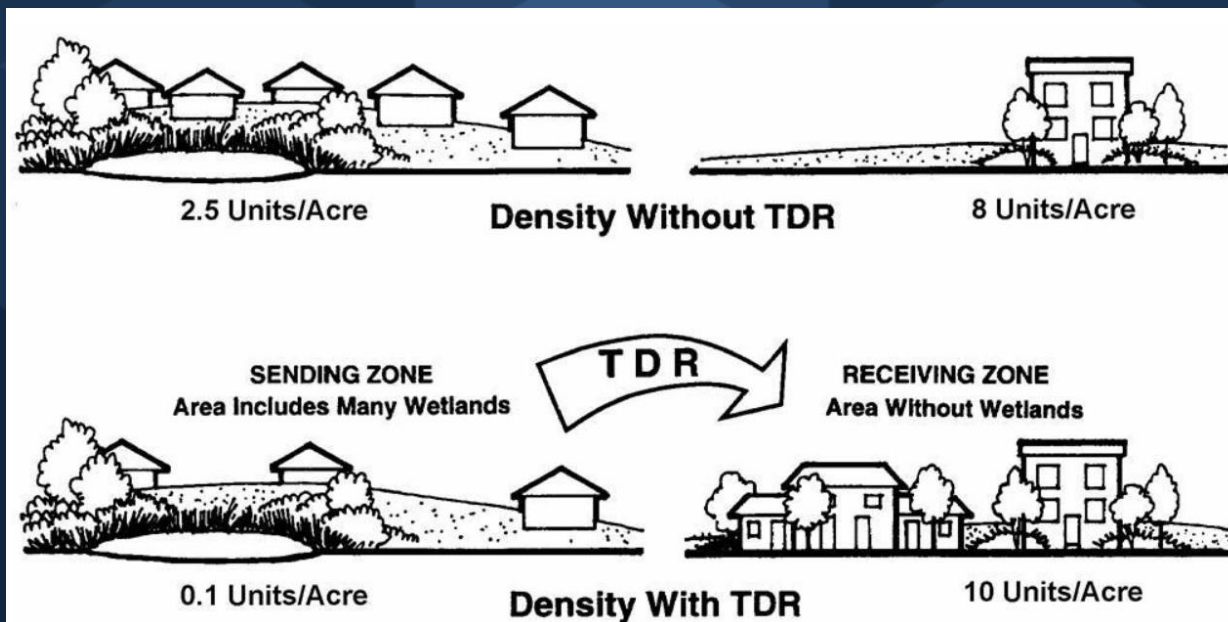 2.5 Units/Acre
Density Without TDR
8 Units/Acre
SENDING ZONE
Area Includes Many Wetlands
TDR
RECEIVING ZONE
Area Without Wetlands
0.1 Units/Acre
Density With TDR
10 Units/Acre